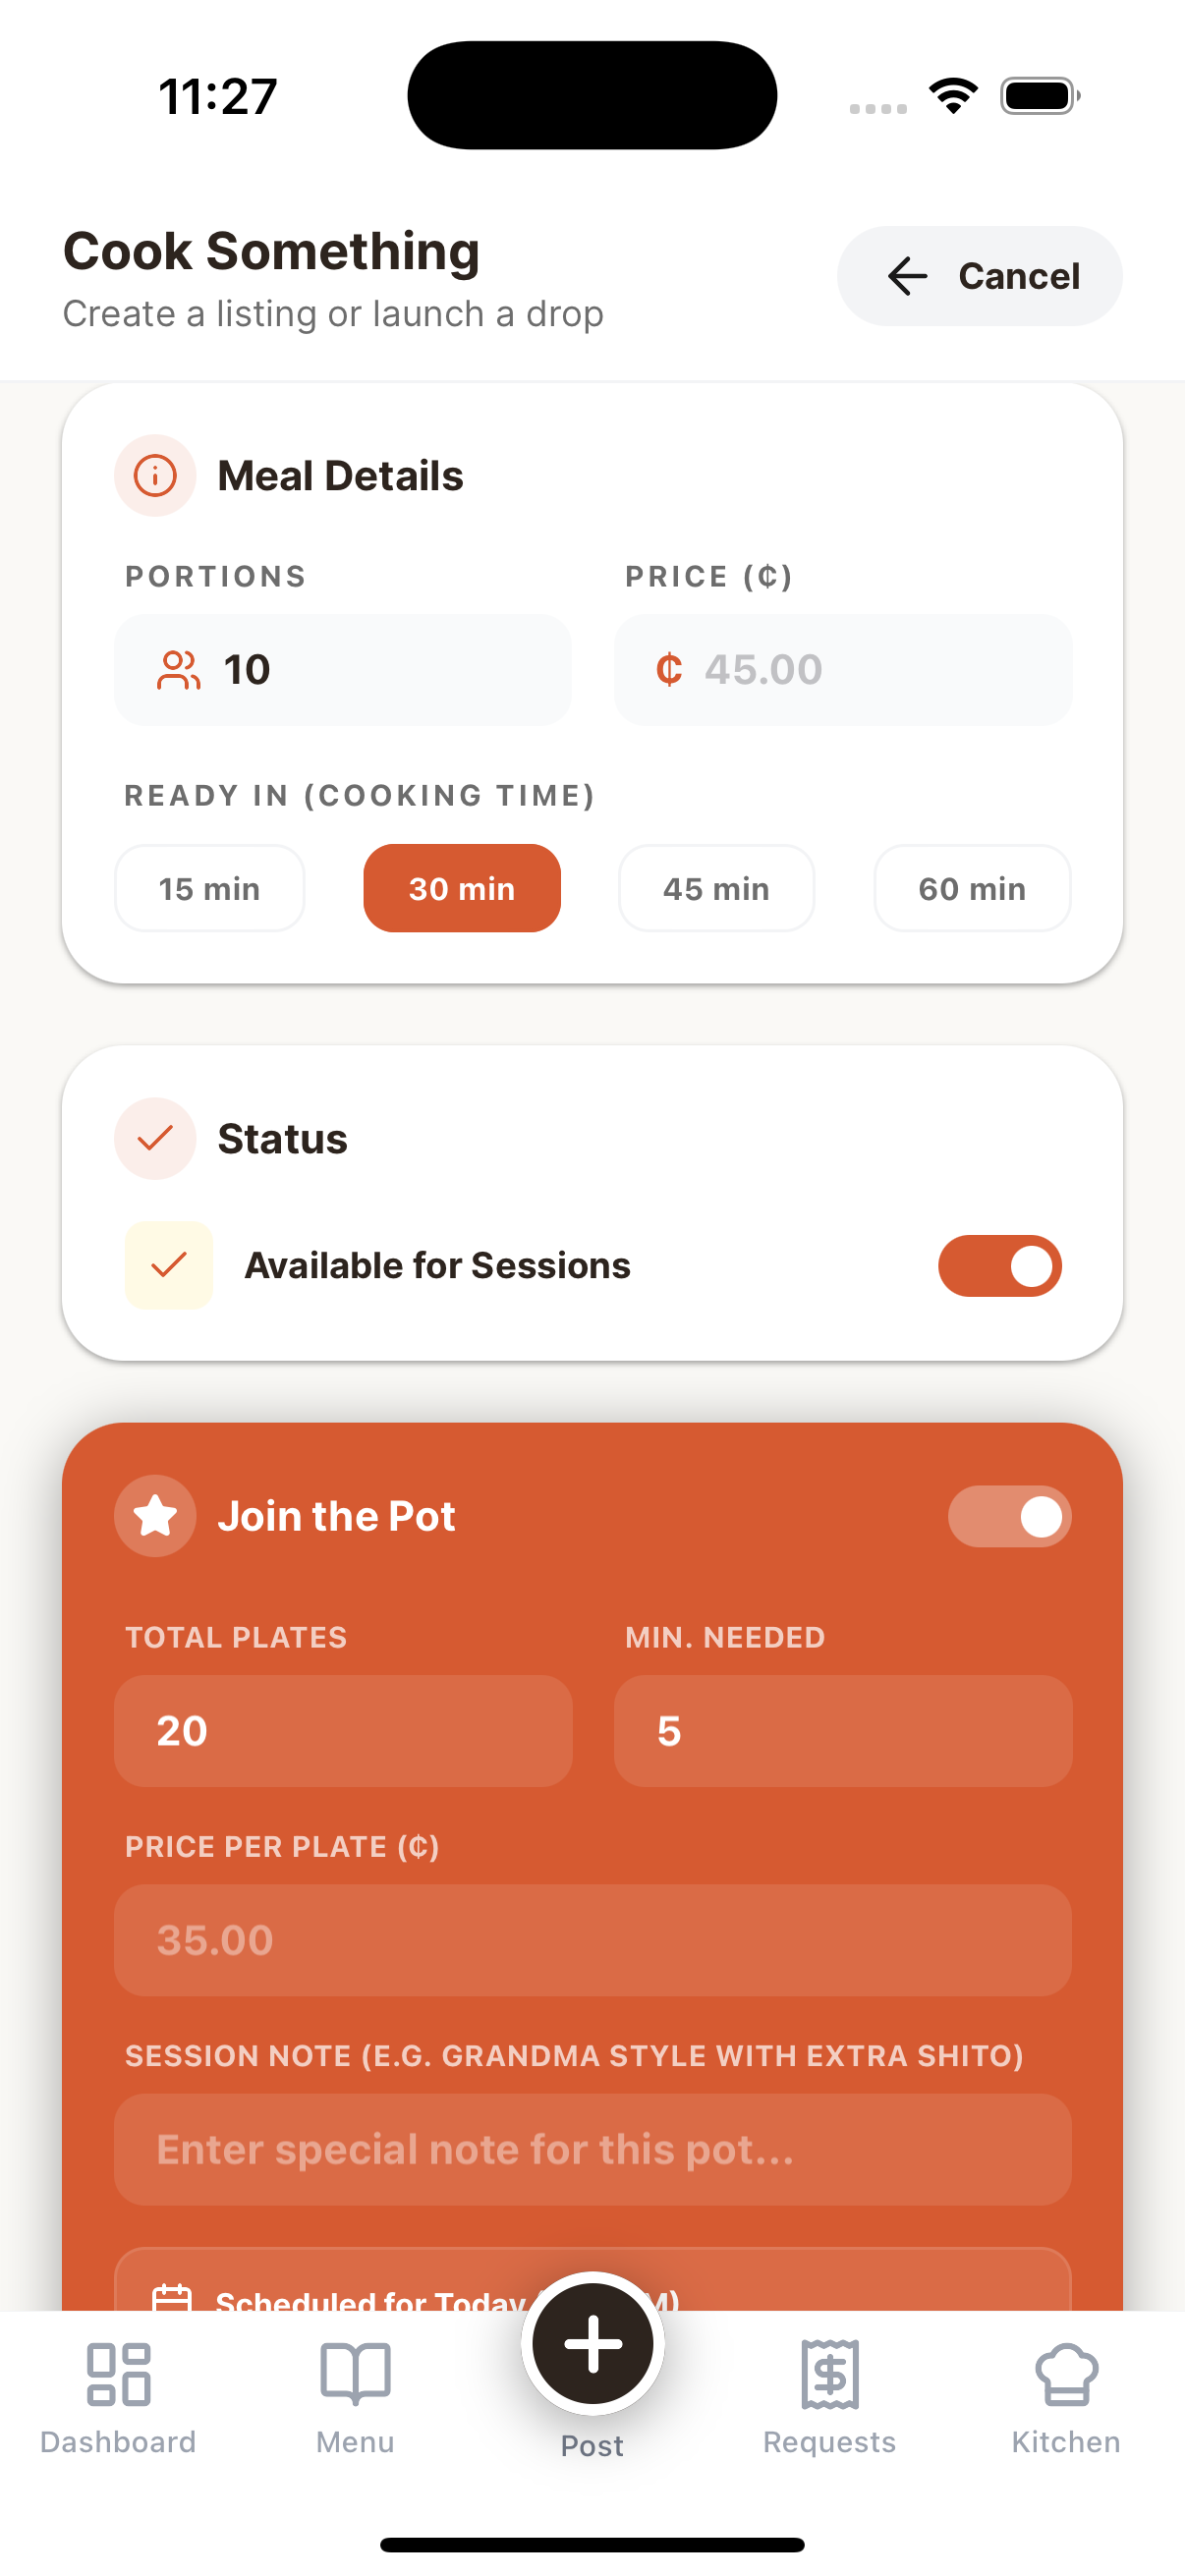 11:27
Cook Something
Create a listing or launch a drop
Cancel
Meal Details
PORTIONS
PRICE (₵)
10
₵ 45.00
READY IN (COOKING TIME)
15 min
30 min
45 min
60 min
Status
Available for Sessions
Join the Pot
TOTAL PLATES
MIN. NEEDED
20
5
PRICE PER PLATE (₵)
35.00
SESSION NOTE (E.G. GRANDMA STYLE WITH EXTRA SHITO)
Enter special note for this pot...
Scheduled for Today
Dashboard
Menu
Post
Requests
Kitchen